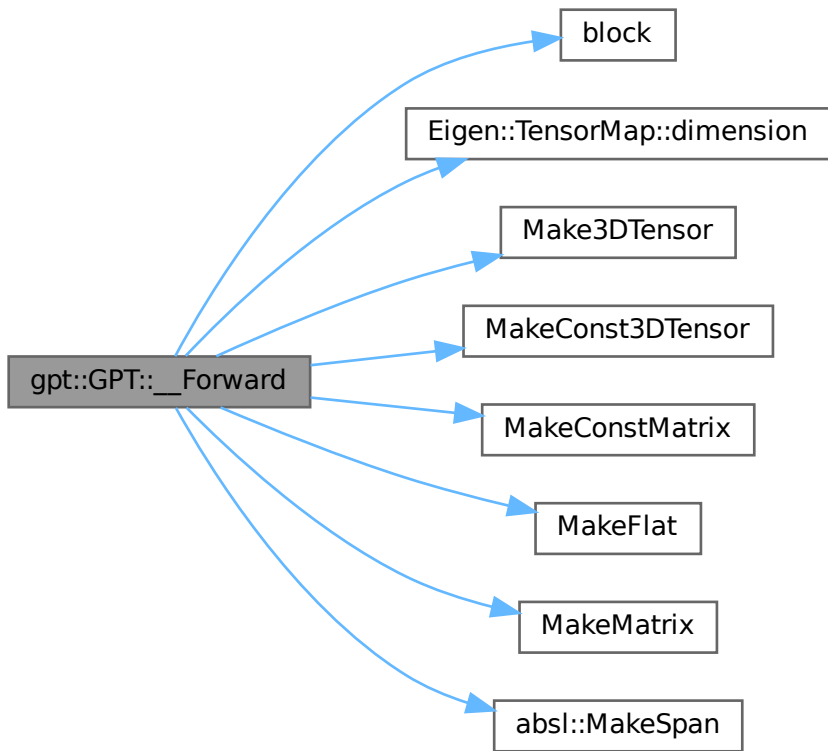 block
Eigen::TensorMap::dimension
Make3DTensor
MakeConst3DTensor
gpt::GPT::__Forward
MakeConstMatrix
MakeFlat
MakeMatrix
absl::MakeSpan